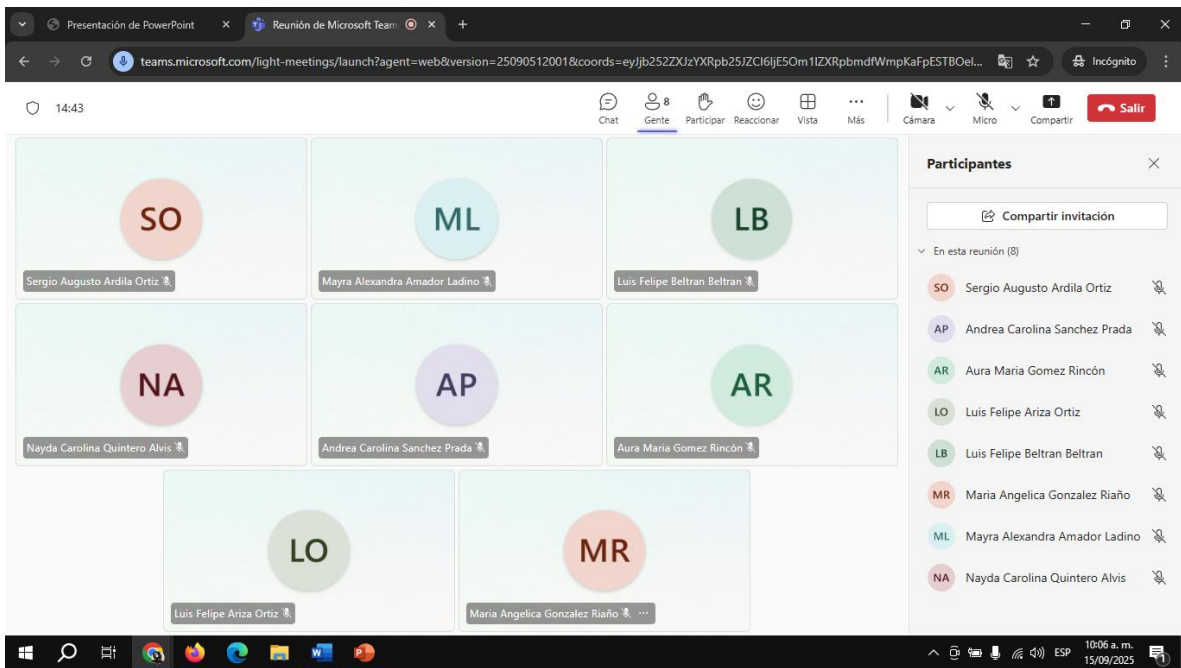 Presentación de PowerPoint
Reunión de Microsoft Team
teams.microsoft.com/light-meetings/launch?agent=web&version=25090512001&coords=eyJjb252ZXJzYXRpb25JZCI6IjE5Om1lZXRpbmdfWmpKaFpESTBOel...
Incógnito
14:43
Chat
8
Gente
Participar
Reaccionar
Vista
Más
Cámara
Micro
Compartir
Salir
SO
Sergio Augusto Ardila Ortiz
ML
Mayra Alexandra Amador Ladino
LB
Luis Felipe Beltran Beltran
NA
Nayda Carolina Quintero Alvis
AP
Andrea Carolina Sanchez Prada
AR
Aura Maria Gomez Rincón
LO
Luis Felipe Ariza Ortiz
MR
Maria Angelica Gonzalez Riaño ...
Participantes
Compartir invitación
En esta reunión (8)
SO Sergio Augusto Ardila Ortiz
AP Andrea Carolina Sanchez Prada
AR Aura Maria Gomez Rincón
LO Luis Felipe Ariza Ortiz
LB Luis Felipe Beltran Beltran
MR Maria Angelica Gonzalez Riaño
ML Mayra Alexandra Amador Ladino
NA Nayda Carolina Quintero Alvis
ESP
10:06 a. m.
15/09/2025